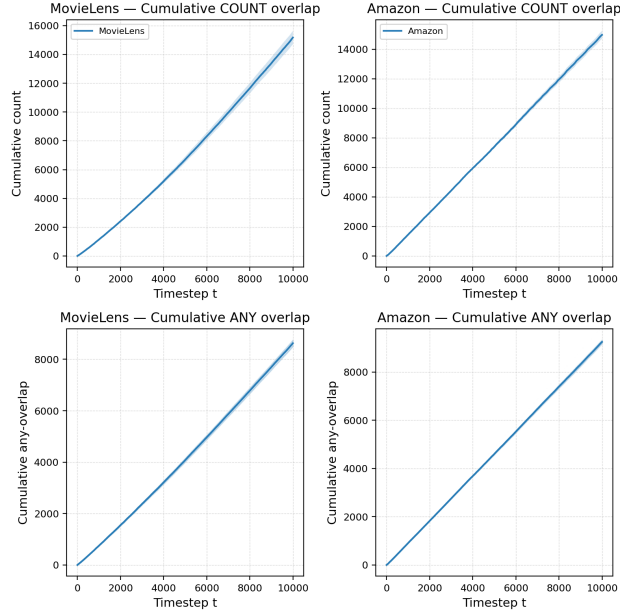 MovieLens — Cumulative COUNT overlap
MovieLens
Cumulative count
16000
14000
12000
10000
8000
6000
4000
2000
0
0 2000 4000 6000 8000 10000
Timestep t
Amazon — Cumulative COUNT overlap
Amazon
Cumulative count
14000
12000
10000
8000
6000
4000
2000
0
0 2000 4000 6000 8000 10000
Timestep t
MovieLens — Cumulative ANY overlap
Cumulative any-overlap
8000
6000
4000
2000
0
0 2000 4000 6000 8000 10000
Timestep t
Amazon — Cumulative ANY overlap
Cumulative any-overlap
8000
6000
4000
2000
0
0 2000 4000 6000 8000 10000
Timestep t